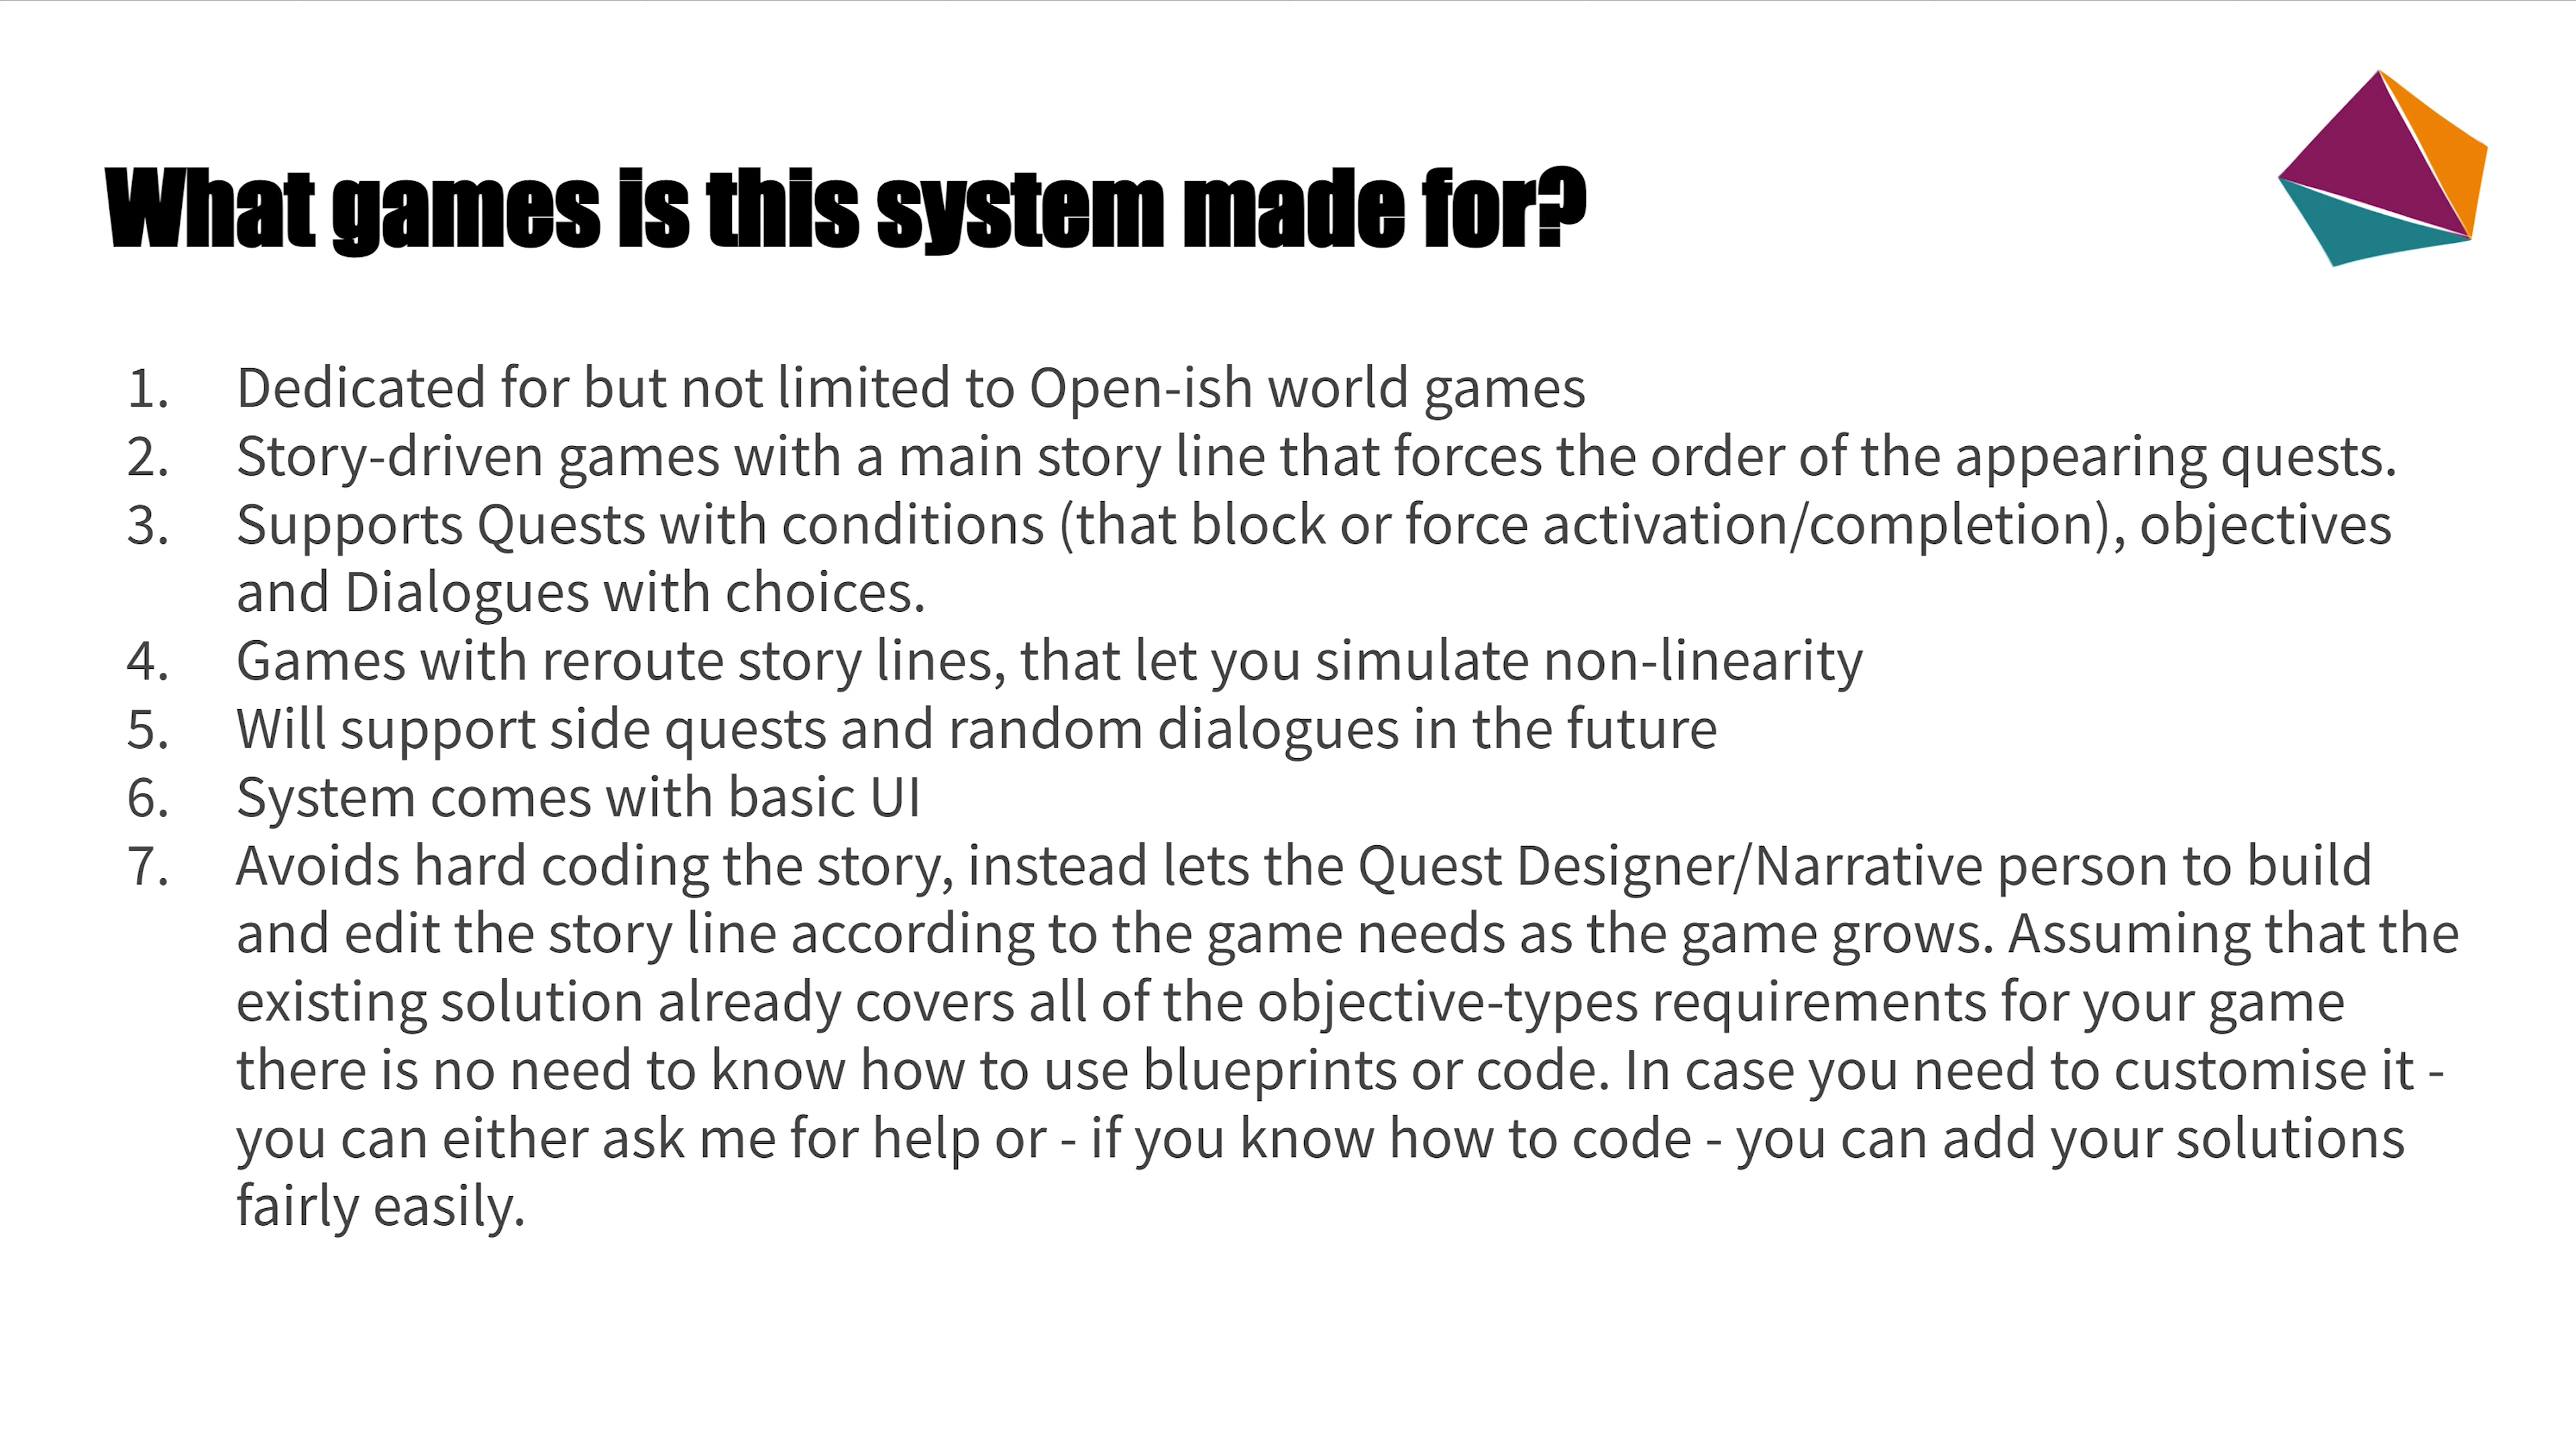 What games is this system made for?
1. Dedicated for but not limited to Open-ish world games
2. Story-driven games with a main story line that forces the order of the appearing quests.
3. Supports Quests with conditions (that block or force activation/completion), objectives
and Dialogues with choices.
4. Games with reroute story lines, that let you simulate non-linearity
5. Will support side quests and random dialogues in the future
6. System comes with basic UI
7. Avoids hard coding the story, instead lets the Quest Designer/Narrative person to build
and edit the story line according to the game needs as the game grows. Assuming that the
existing solution already covers all of the objective-types requirements for your game
there is no need to know how to use blueprints or code. In case you need to customise it -
you can either ask me for help or - if you know how to code - you can add your solutions
fairly easily.